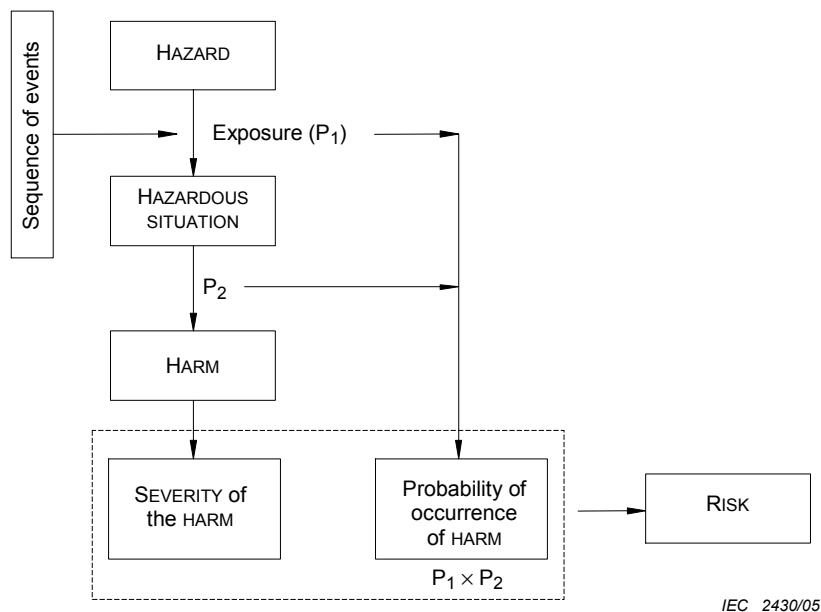 Sequence of events
HAZARD
Exposure (P1)
HAZARDOUS
SITUATION
P2
HARM
SEVERITY of
the HARM
Probability of
occurrence
of HARM
P1 × P2
RISK
IEC 2430/05